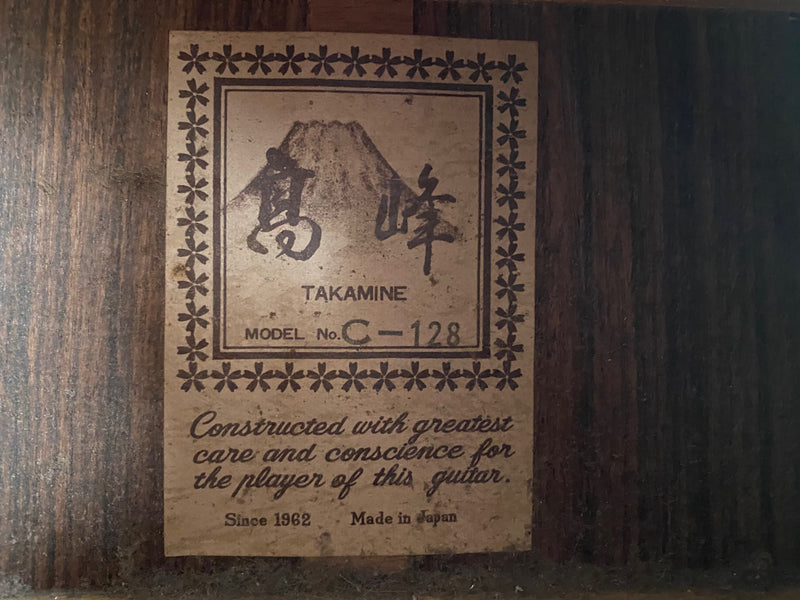 高峰
TAKAMINE
MODEL No. C-128
Constructed with greatest
care and conscience for
the player of this guitar.
Since 1962 Made in Japan